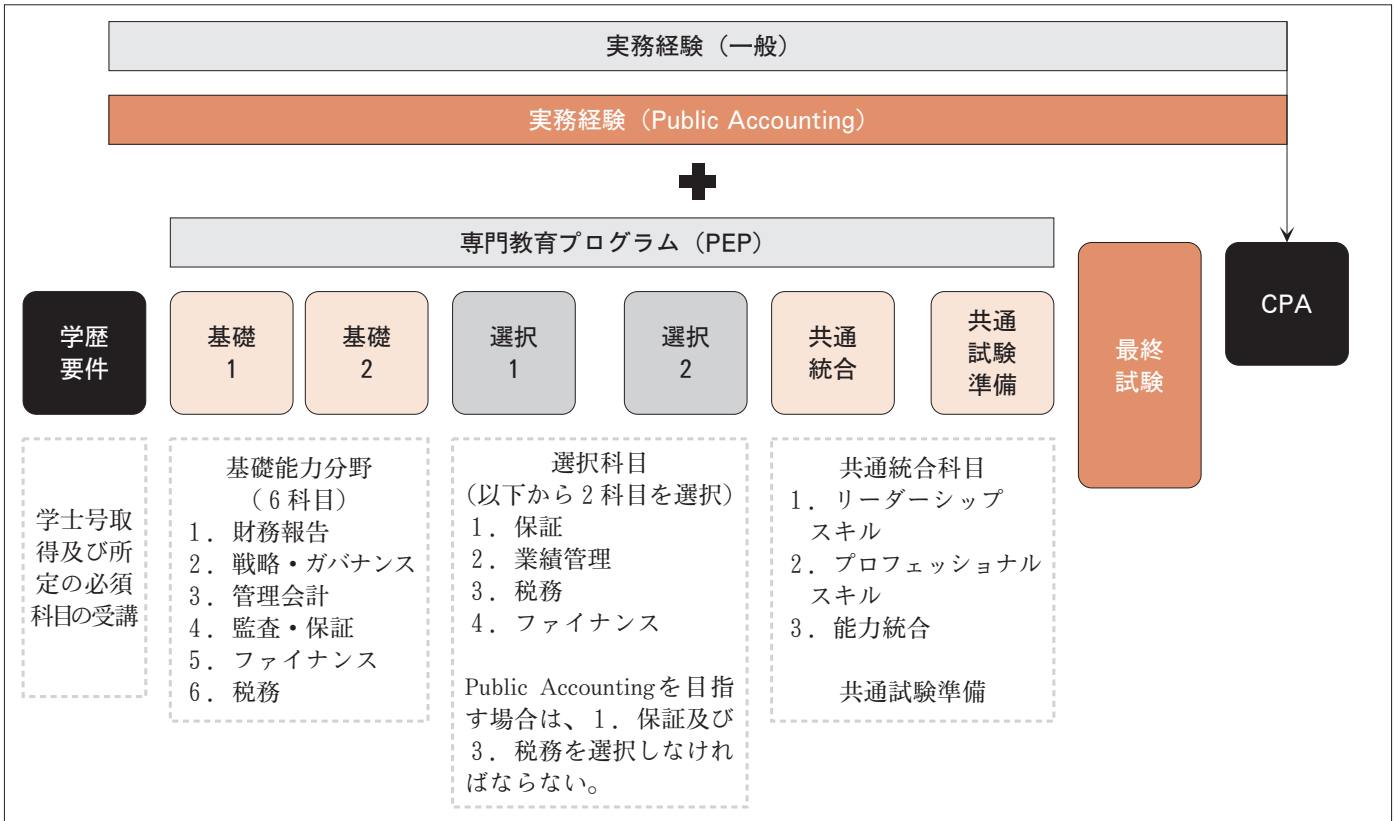 実務経験（一般）
実務経験（Public Accounting）
専門教育プログラム（PEP）
学歴
要件
基礎
1
基礎
2
選択
1
選択
2
共通
統合
共通
試験
準備
最終
試験
CPA
学士号取
得及び所
定の必須
科目の受講
基礎能力分野
（6科目）
1．財務報告
2．戦略・ガバナンス
3．管理会計
4．監査・保証
5．ファイナンス
6．税務
選択科目
（以下から2科目を選択）
1．保証
2．業績管理
3．税務
4．ファイナンス
Public Accountingを目指
す場合は、1．保証及び
3．税務を選択しなけれ
ばならない。
共通統合科目
1．リーダーシップ
スキル
2．プロフェッショナル
スキル
3．能力統合
共通試験準備